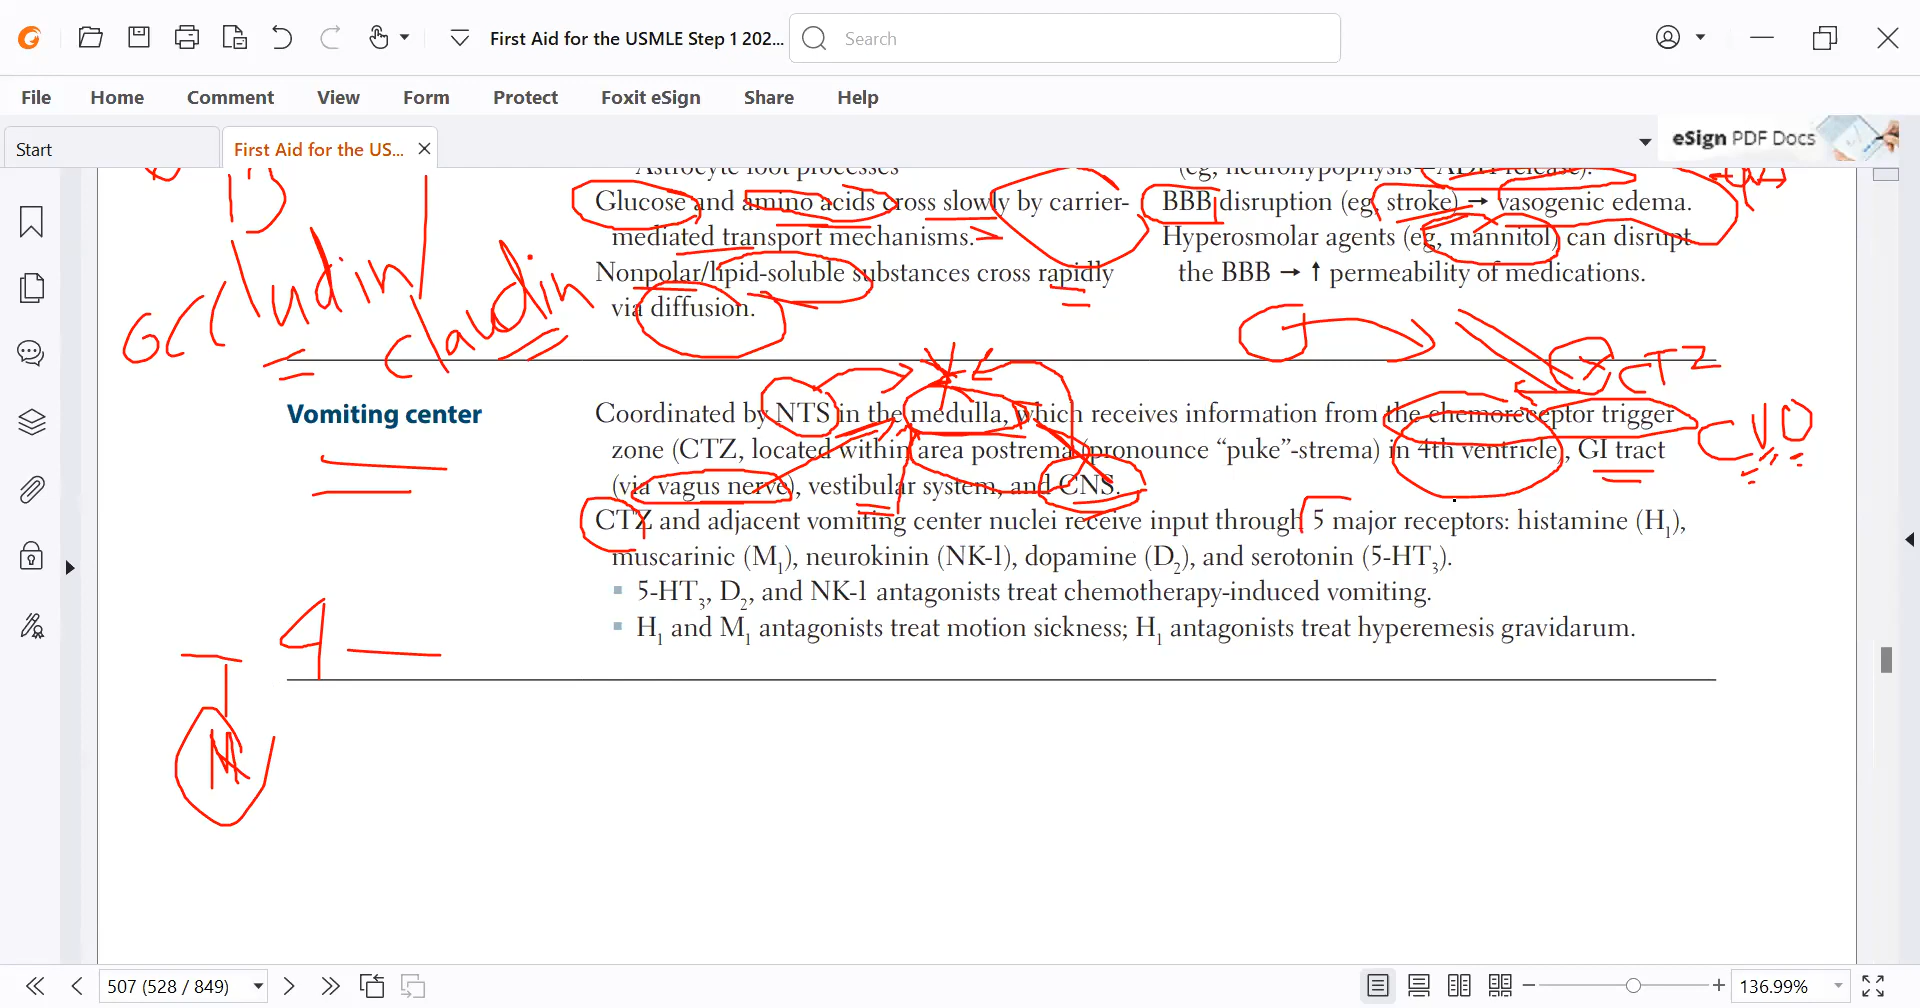 First Aid for the USMLE Step 1 202...
Search
File Home Comment View Form Protect Foxit eSign Share Help
Start
First Aid for the US...
eSign PDF Docs
Astrocyte foot processes
(eg, neurohypophysis → ADH release).
Glucose and amino acids cross slowly by carrier-
mediated transport mechanisms.
Nonpolar/lipid-soluble substances cross rapidly
via diffusion.
BBB disruption (eg, stroke) → vasogenic edema.
Hyperosmolar agents (eg, mannitol) can disrupt
the BBB → ↑ permeability of medications.
occludin
claudin
CTZ
CVO
Vomiting center
Coordinated by NTS in the medulla, which receives information from the chemoreceptor trigger
zone (CTZ, located within area postrema (pronounce “puke”-strema) in 4th ventricle), GI tract
(via vagus nerve), vestibular system, and CNS.
CTZ and adjacent vomiting center nuclei receive input through 5 major receptors: histamine (H1),
muscarinic (M1), neurokinin (NK-1), dopamine (D2), and serotonin (5-HT3).
▪ 5-HT3, D2, and NK-1 antagonists treat chemotherapy-induced vomiting.
▪ H1 and M1 antagonists treat motion sickness; H1 antagonists treat hyperemesis gravidarum.
4
507 (528 / 849)
136.99%